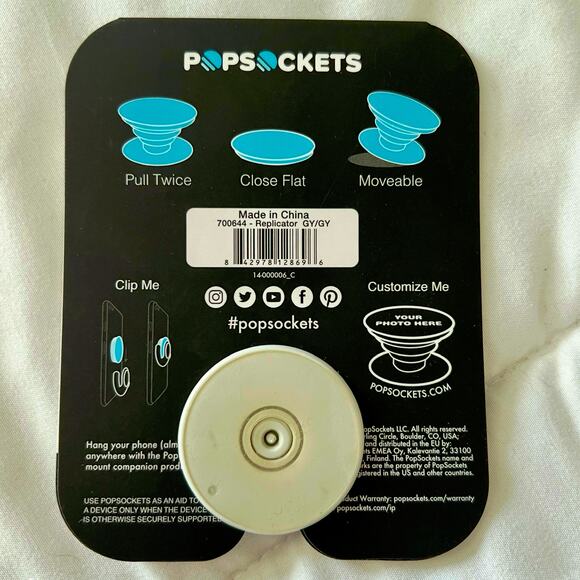 POPSOCKETS
Pull Twice
Close Flat
Moveable
Made in China
700644 - Replicator GY/GY
8 42978 12869 6
14-000006_C
Clip Me
Customize Me
#popsockets
YOUR
PHOTO HERE
POPSOCKETS.COM
Hang your phone
anywhere with the
mount companion
USE POPSOCKETS AS AN AID TO
A DEVICE ONLY WHEN THE DEVICE
IS OTHERWISE SECURELY SUPPORTED
LLC. All rights reserved.
Circle, Boulder, CO, USA;
and distributed in the EU by:
EMEA Oy, Kalevantie 2, 33100
Finland. The PopSockets name and
are the property of PopSockets
registered in the US and other countries.
Product Warranty: popsockets.com/warranty
popsockets.com/ip